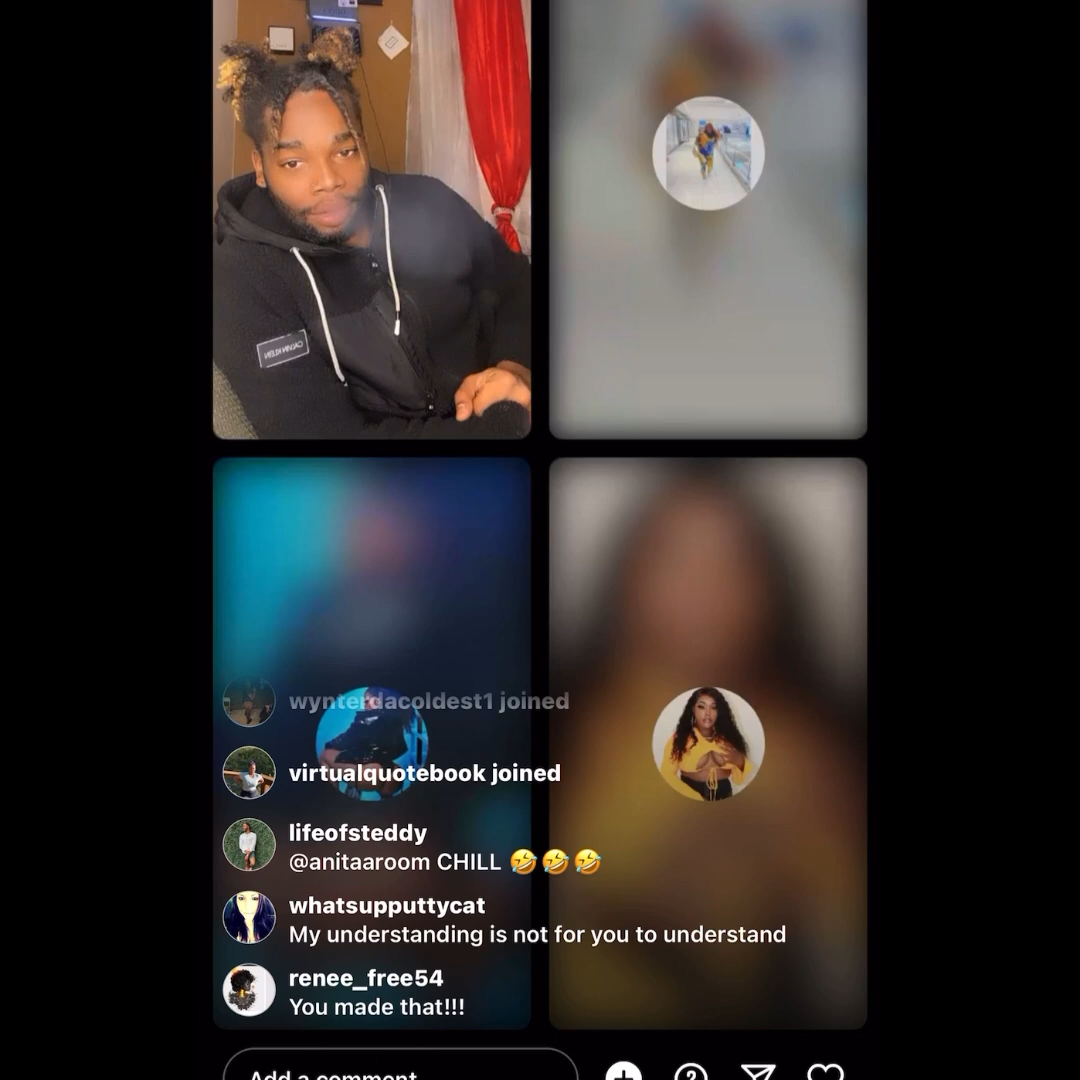 wynterdacoldest1 joined
virtualquotebook joined
lifeofsteddy
@anitaaroom CHILL 🤣🤣🤣
whatsupputtycat
My understanding is not for you to understand
renee_free54
You made that!!!
Add a comment